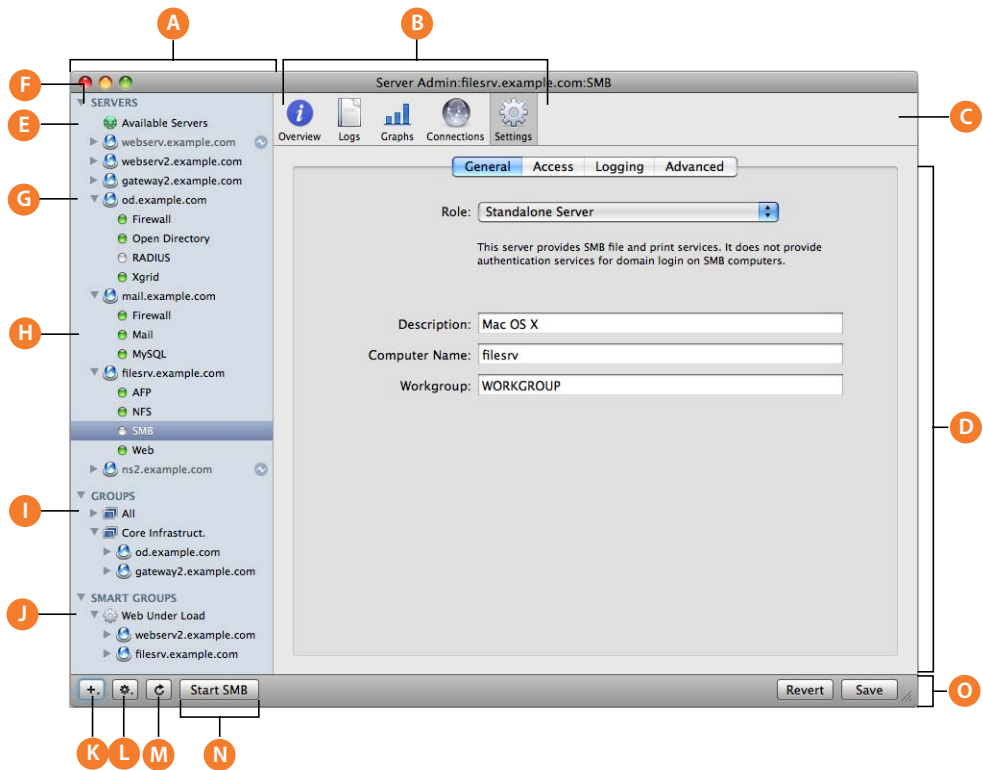 A
B
Server Admin:filesrv.example.com:SMB
F
SERVERS
E
Available Servers
webserv.example.com
webserv2.example.com
gateway2.example.com
G
od.example.com
Firewall
Open Directory
RADIUS
Xgrid
mail.example.com
Firewall
H
Mail
MySQL
filesrv.example.com
AFP
NFS
SMB
Web
ns2.example.com
GROUPS
I
All
Core Infrastruct.
od.example.com
gateway2.example.com
SMART GROUPS
J
Web Under Load
webserv2.example.com
filesrv.example.com
Overview Logs Graphs Connections Settings
C
General Access Logging Advanced
Role: Standalone Server
This server provides SMB file and print services. It does not provide
authentication services for domain login on SMB computers.
Description: Mac OS X
Computer Name: filesrv
Workgroup: WORKGROUP
D
Start SMB
Revert Save
O
K L M N